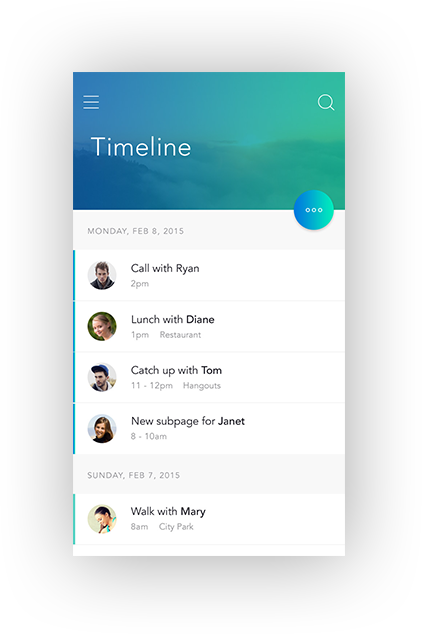 Timeline
MONDAY, FEB 8, 2015
Call with Ryan
2pm
Lunch with Diane
1pm Restaurant
Catch up with Tom
11 - 12pm Hangouts
New subpage for Janet
8 - 10am
SUNDAY, FEB 7, 2015
Walk with Mary
8am City Park